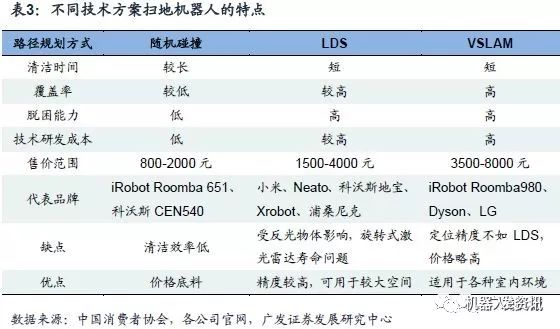 表3：不同技术方案扫地机器人的特点
路径规划方式 随机碰撞 LDS VSLAM
清洁时间 较长 短 短
覆盖率 较低 较高 高
脱困能力 低 高 高
技术研发成本 低 较高 高
售价范围 800-2000 元 1500-4000 元 3500-8000 元
代表品牌 iRobot Roomba 651、 小米、Neato、科沃斯地宝、 iRobot Roomba980、
科沃斯 CEN540 Xrobot、浦桑尼克 Dyson、LG
缺点 清洁效率低 受反光物体影响，旋转式激 定位精度不如 LDS，
光雷达寿命问题 价格略高
优点 价格底料 精度较高，可用于较大空间 适用于各种室内环境
数据来源：中国消费者协会，各公司官网，广发证券发展研究中心
机器人资讯